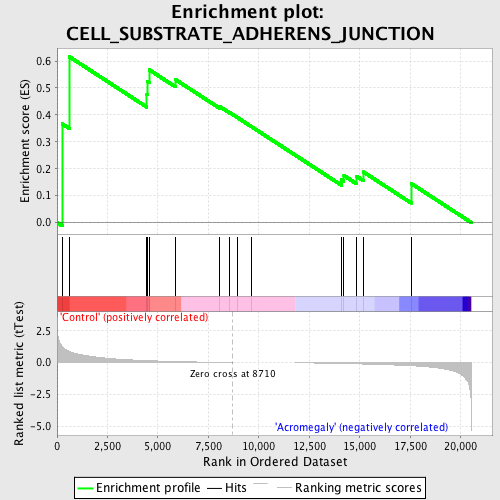 Enrichment plot:
CELL_SUBSTRATE_ADHERENS_JUNCTION
Enrichment score (ES)
0.6
0.5
0.4
0.3
0.2
0.1
0.0
'Control' (positively correlated)
Ranked list metric (tTest)
2.5
0.0
-2.5
-5.0
Zero cross at 8710
'Acromegaly' (negatively correlated)
0 2,500 5,000 7,500 10,000 12,500 15,000 17,500 20,000
Rank in Ordered Dataset
Enrichment profile Hits Ranking metric scores